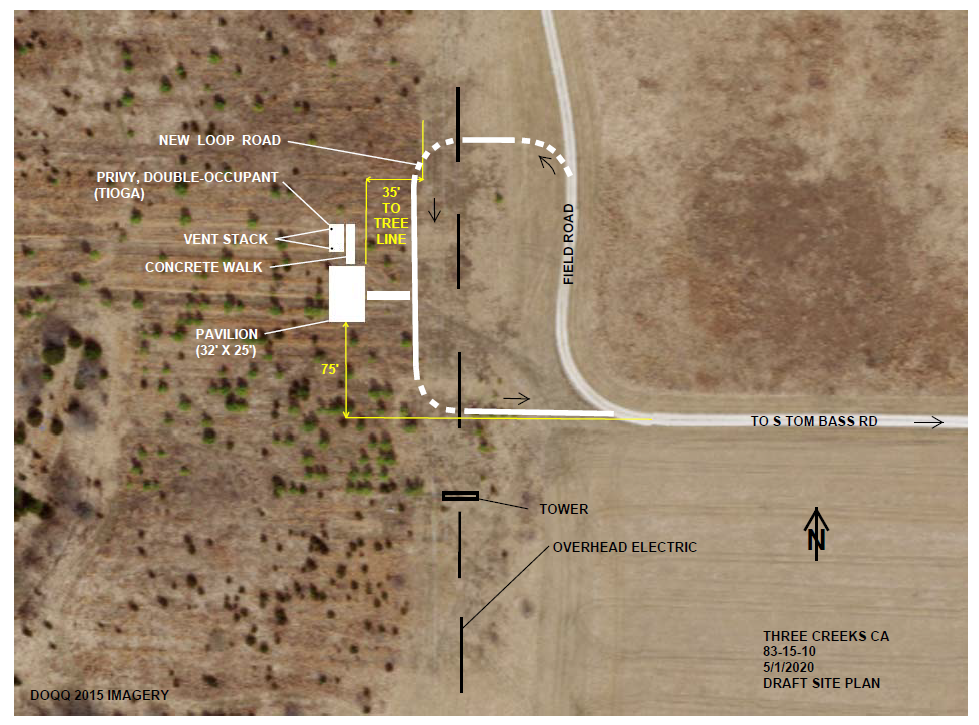 NEW LOOP ROAD
PRIVY, DOUBLE-OCCUPANT
(TIOGA)
35'
TO
TREE
LINE
VENT STACK
CONCRETE WALK
FIELD ROAD
PAVILION
(32' X 25')
75'
TO S TOM BASS RD
TOWER
N
OVERHEAD ELECTRIC
THREE CREEKS CA
83-15-10
5/1/2020
DRAFT SITE PLAN
DOQQ 2015 IMAGERY